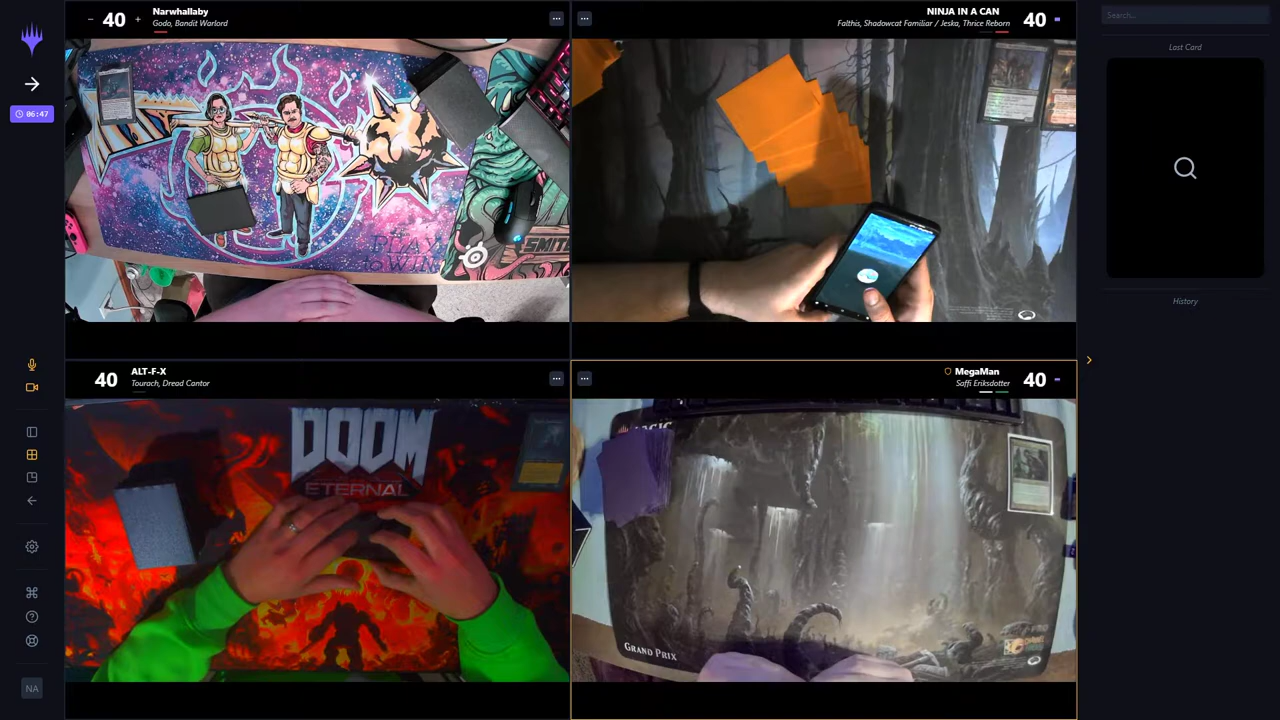 06:47
NA
40
Narwhallaby
Godo, Bandit Warlord
PLAY
to WIN
SMITE
NINJA IN A CAN
Falthis, Shadowcat Familiar / Jeska, Thrice Reborn
40
40
ALT-F-X
Tourach, Dread Cantor
DOOM
ETERNAL
MegaMan
Saffi Eriksdotter
40
MAGIC
GRAND PRIX
Search...
Last Card
History